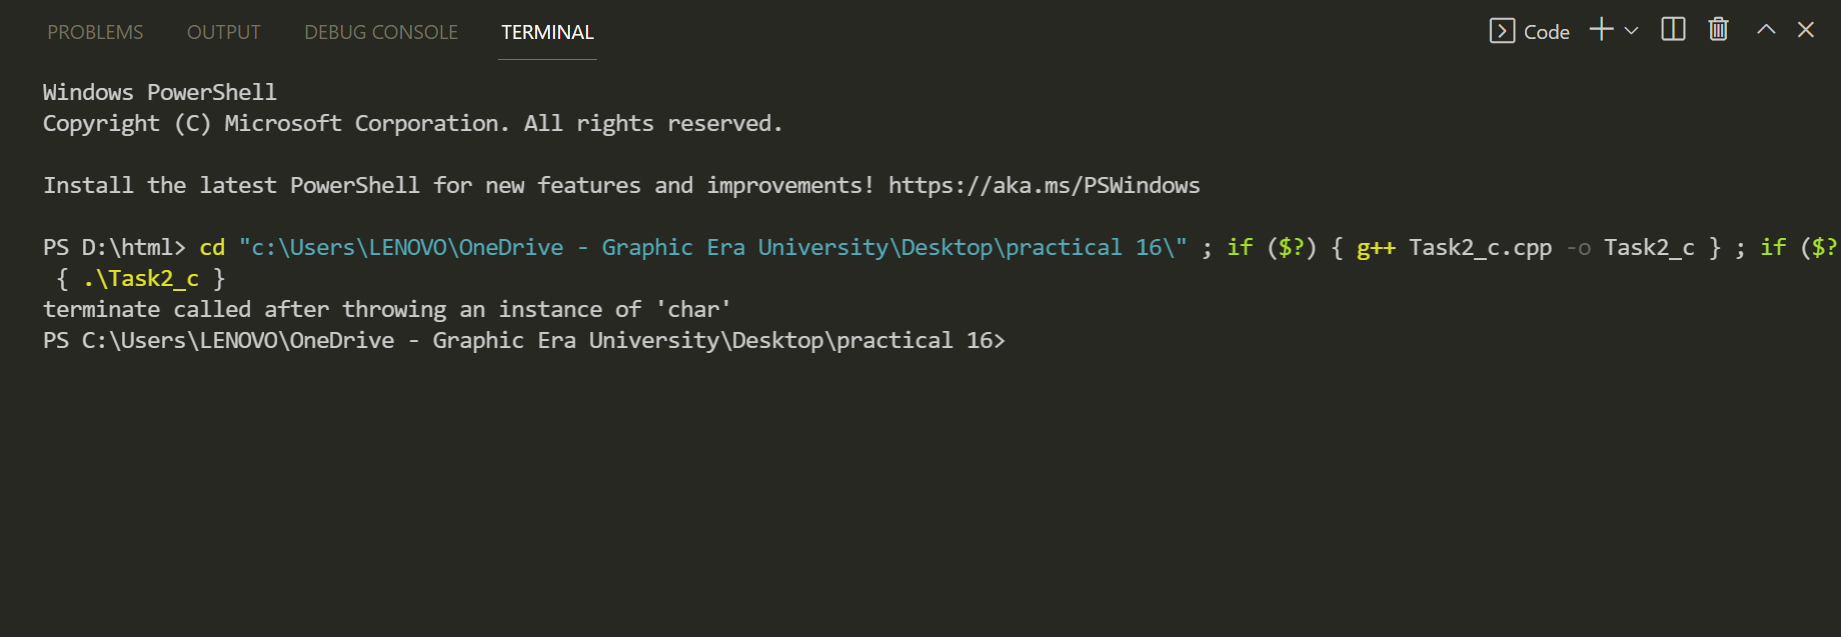 PROBLEMS OUTPUT DEBUG CONSOLE TERMINAL Code
Windows PowerShell
Copyright (C) Microsoft Corporation. All rights reserved.
Install the latest PowerShell for new features and improvements! https://aka.ms/PSWindows
PS D:\html> cd "c:\Users\LENOVO\OneDrive - Graphic Era University\Desktop\practical 16\" ; if ($?) { g++ Task2_c.cpp -o Task2_c } ; if ($?
{ .\Task2_c }
terminate called after throwing an instance of 'char'
PS C:\Users\LENOVO\OneDrive - Graphic Era University\Desktop\practical 16>